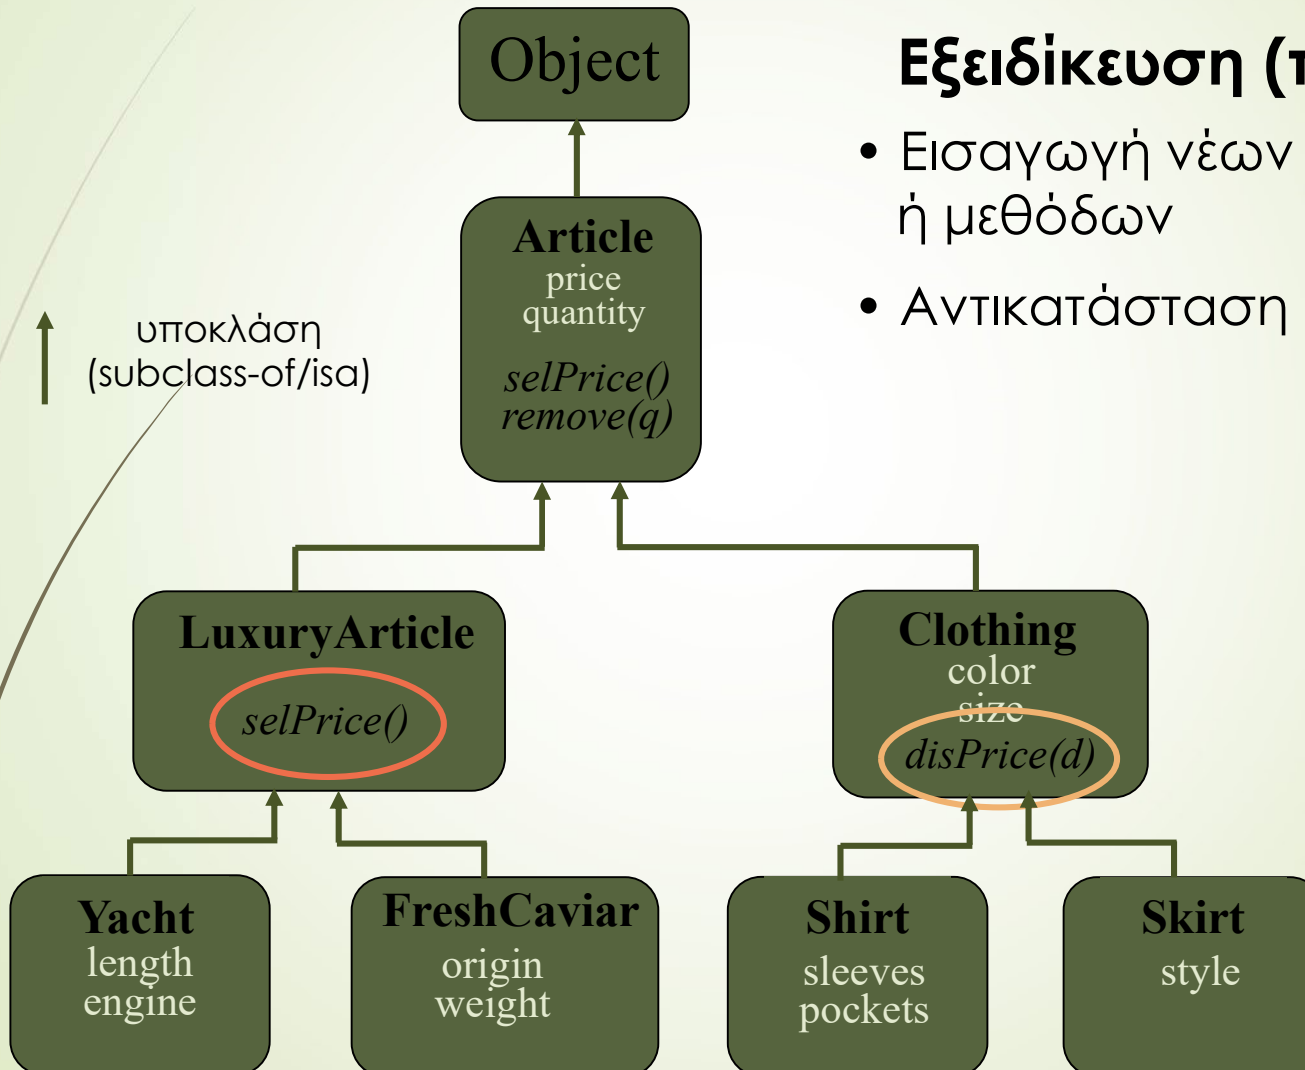 Object
Εξειδίκευση (τ
• Εισαγωγή νέων
ή μεθόδων
• Αντικατάσταση
Article
price
quantity
selPrice()
remove(q)
υποκλάση
(subclass-of/isa)
LuxuryArticle
selPrice()
Clothing
color
size
disPrice(d)
Yacht
length
engine
FreshCaviar
origin
weight
Shirt
sleeves
pockets
Skirt
style